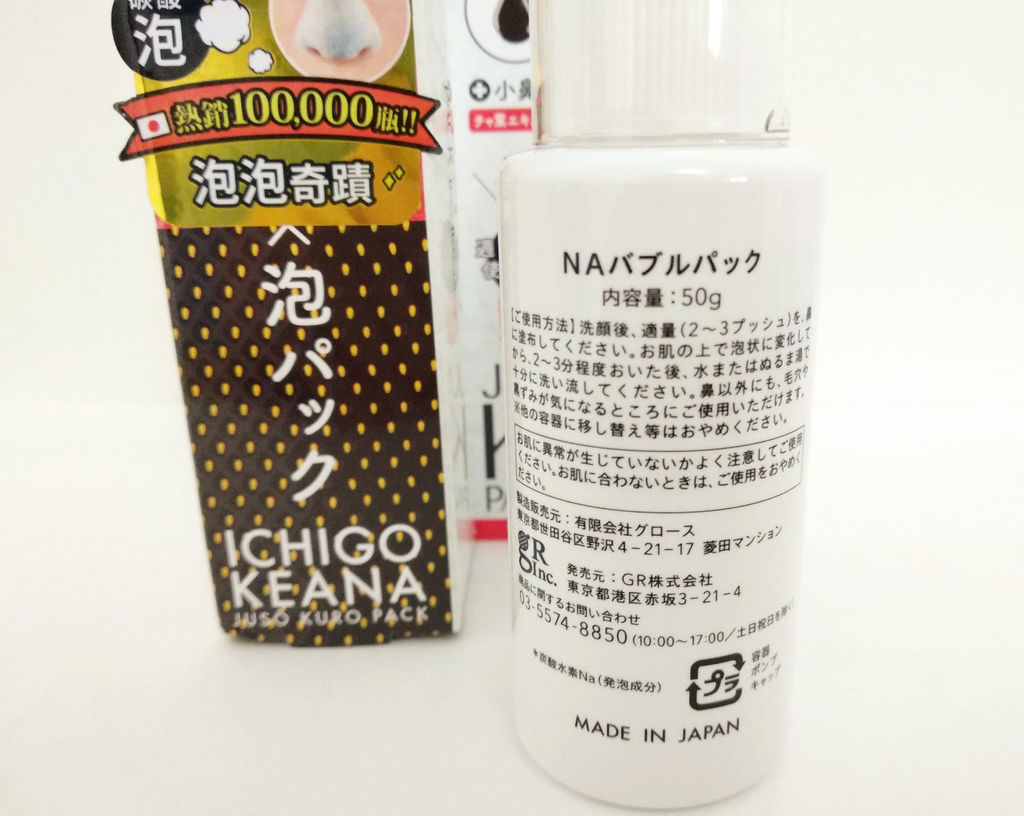 碳酸
泡
熱銷100,000瓶!!
泡泡奇蹟
泡パック
ICHIGO
KEANA
JUSO KURO PACK
小鼻
チャ葉エキ
NAバブルパック
内容量：50g
【ご使用方法】洗顔後、適量(2〜3プッシュ)を、鼻
に塗布してください。お肌の上で泡状に変化して
から、2〜3分程度おいた後、水またはぬるま湯で
十分に洗い流してください。鼻以外にも、毛穴や
黒ずみが気になるところにご使用いただけます。
※他の容器に移し替え等はおやめください。
お肌に異常が生じていないかよく注意してご使用
ください。お肌に合わないときは、ご使用をおやめく
ださい。
製造販売元：有限会社グロース
東京都世田谷区野沢4-21-17 菱田マンション
gR Inc.
発売元：GR株式会社
東京都港区赤坂3-21-4
商品に関するお問い合わせ
03-5574-8850(10:00〜17:00／土日祝日を除く)
＊炭酸水素Na(発泡成分)
プラ
容器
ポンプ
キャップ
MADE IN JAPAN